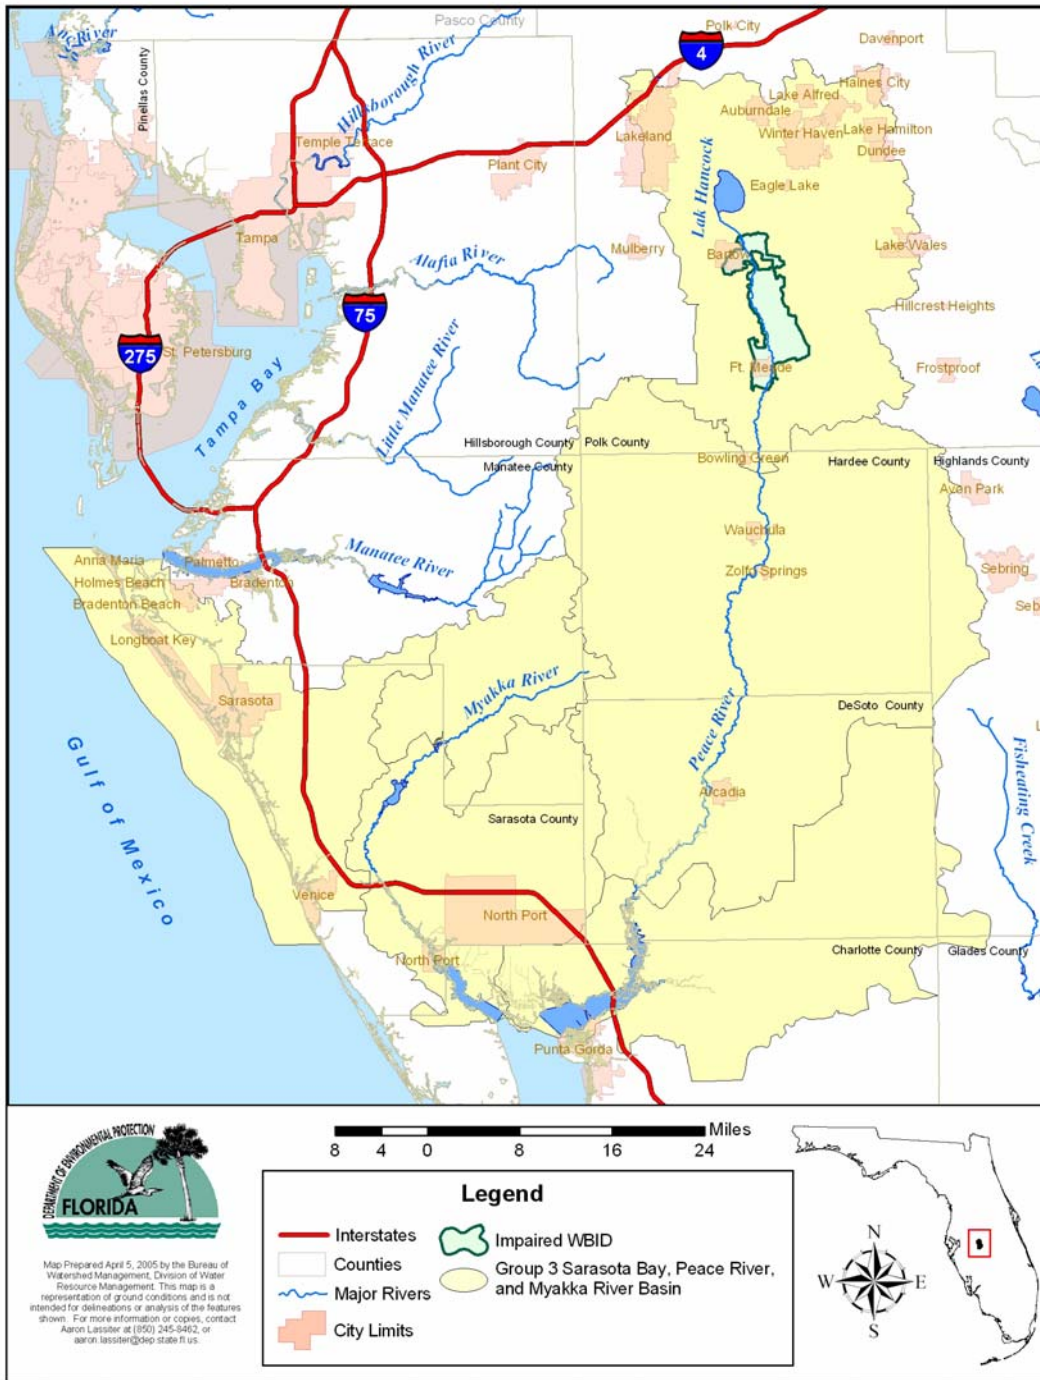 Pasco County
Polk City
Davenport
River
4
Pinellas County
Hillsborough River
Haines City
Lake Alfred
Auburndale
Lakeland
Winter Haven
Lake Hamilton
Dundee
Temple Terrace
Plant City
Eagle Lake
Lak Hancock
Tampa
Mulberry
Bartow
Lake Wales
Alafia River
Hillcrest Heights
75
275
St. Petersburg
Tampa Bay
Little Manatee River
Ft. Meade
Frostproof
Hillsborough County
Polk County
Manatee County
Bowling Green
Hardee County
Highlands County
Avon Park
Wauchula
Zolfo Springs
Sebring
Seb
Anna Maria
Palmetto
Manatee River
Holmes Beach
Bradenton
Bradenton Beach
Longboat Key
Myakka River
Sarasota
Peace River
DeSoto County
Gulf of Mexico
Arcadia
Fisheating Creek
Sarasota County
Venice
North Port
North Port
Charlotte County
Glades County
Punta Gorda
DEPARTMENT OF ENVIRONMENTAL PROTECTION
FLORIDA
Map Prepared April 5, 2005 by the Bureau of
Watershed Management, Division of Water
Resource Management. This map is a
representation of ground conditions and is not
intended for delineations or analysis of the features
shown. For more information or copies, contact
Aaron Lassiter at (850) 245-8462, or
aaron.lassiter@dep.state.fl.us.
8 4 0 8 16 24 Miles
Legend
Interstates
Counties
Major Rivers
City Limits
Impaired WBID
Group 3 Sarasota Bay, Peace River,
and Myakka River Basin
N
W E
S